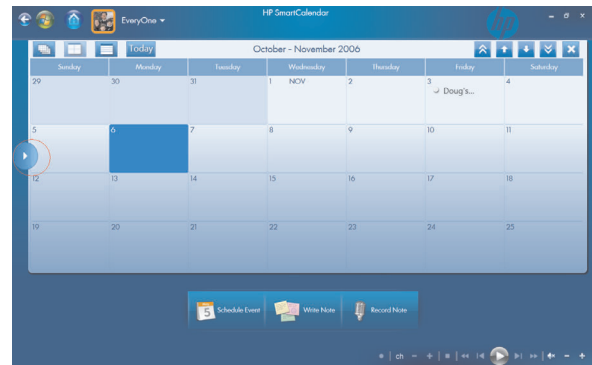 HP SmartCalendar
EveryOne
hp
Today October - November 2006
Sunday Monday Tuesday Wednesday Thursday Friday Saturday
29 30 31 1 NOV 2 3 4
Doug's...
5 6 7 8 9 10 11
12 13 14 15 16 17 18
19 20 21 22 23 24 25
5 Schedule Event Write Note Record Note
ch - +